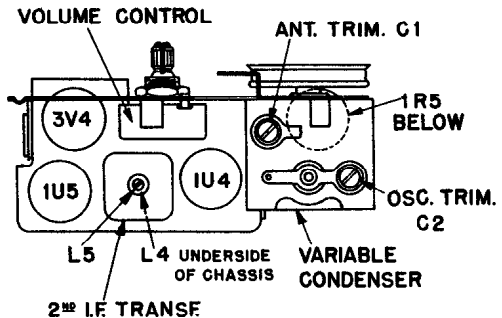 VOLUME CONTROL
ANT. TRIM. C1
3V4
1R5
BELOW
1U5
1U4
OSC. TRIM.
C2
L5
L4
UNDERSIDE
OF CHASSIS
VARIABLE
CONDENSER
2ND I.F. TRANSF.